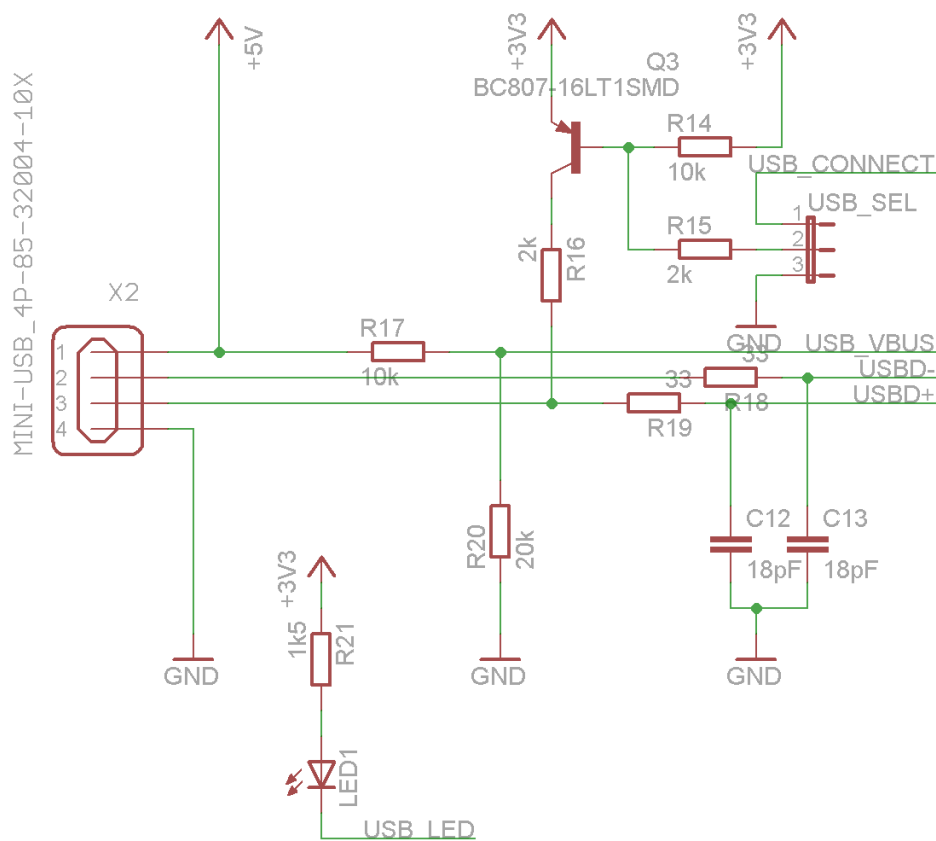 +5V
+3V3
+3V3
Q3
BC807-16LT1SMD
R14
10k
USB_CONNECT
USB_SEL
1
2
3
R15
2k
2k
R16
GND
MINI-USB_4P-85-32004-10X
X2
1
2
3
4
R17
10k
USB_VBUS
33
USBD-
R18
33
USBD+
R19
R20
20k
C12
18pF
C13
18pF
+3V3
1k5
R21
GND
GND
GND
LED1
USB_LED